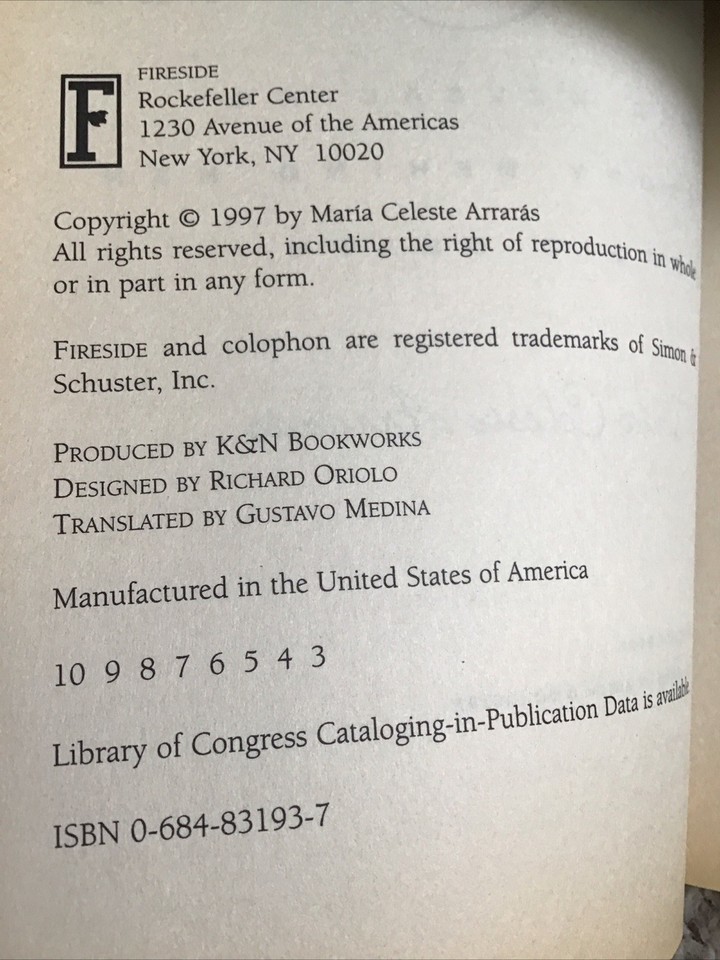 F
FIRESIDE
Rockefeller Center
1230 Avenue of the Americas
New York, NY 10020
Copyright © 1997 by María Celeste Arrarás
All rights reserved, including the right of reproduction in whole
or in part in any form.
FIRESIDE and colophon are registered trademarks of Simon &
Schuster, Inc.
PRODUCED BY K&N BOOKWORKS
DESIGNED BY RICHARD ORIOLO
TRANSLATED BY GUSTAVO MEDINA
Manufactured in the United States of America
10 9 8 7 6 5 4 3
Library of Congress Cataloging-in-Publication Data is available
ISBN 0-684-83193-7